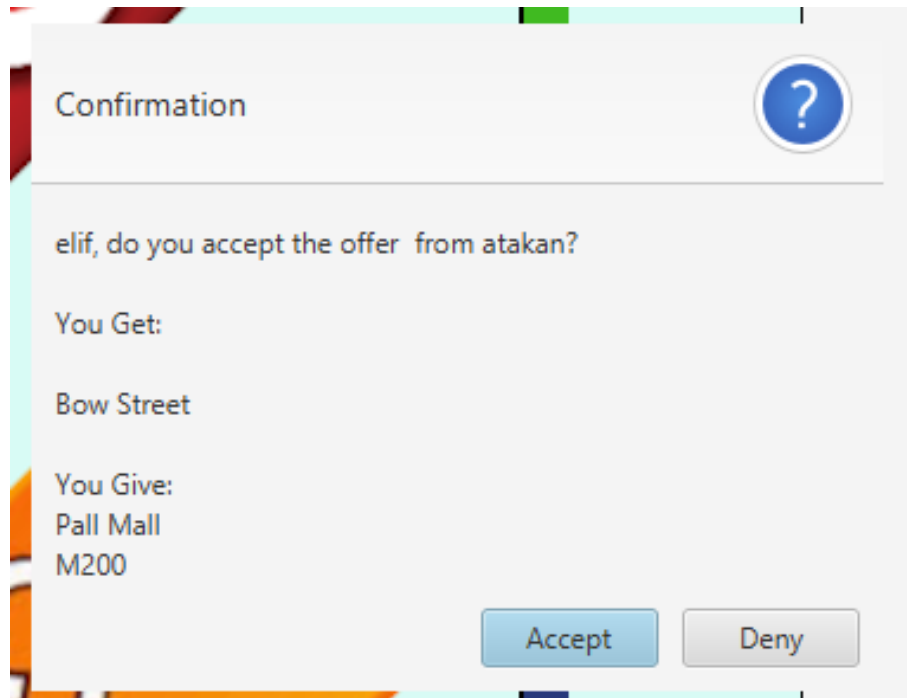 Confirmation
?
elif, do you accept the offer  from atakan?
You Get:
Bow Street
You Give:
Pall Mall
M200
Accept
Deny